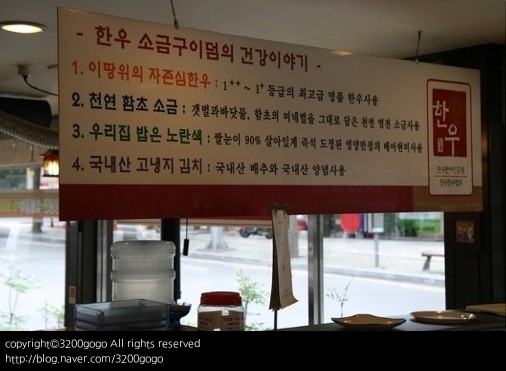 - 한우 소금구이덤의 건강이야기 -
1. 이땅위의 자존심한우 : 1++ ~ 1+ 등급의 최고급 명품 한우사용
2. 천연 함초 소금 : 갯벌과바닷물, 함초의 미네랄을 그대로 담은 천연 염전 소금사용
3. 우리집 밥은 노란색 : 쌀눈이 90% 살아있게 즉석 도정된 영양만점의 배아현미사용
4. 국내산 고냉지 김치 : 국내산 배추와 국내산 양념사용
한우
copyright©3200gogo All rights reserved
http://blog.naver.com/3200gogo